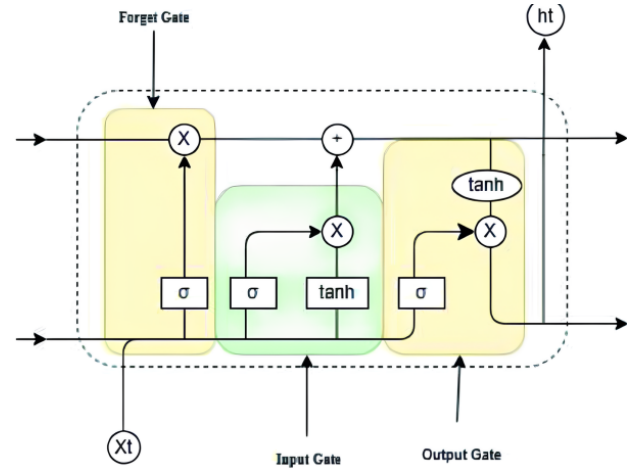 Forget Gate
ht
X
+
tanh
X
X
σ
σ
tanh
σ
Xt
Input Gate
Output Gate